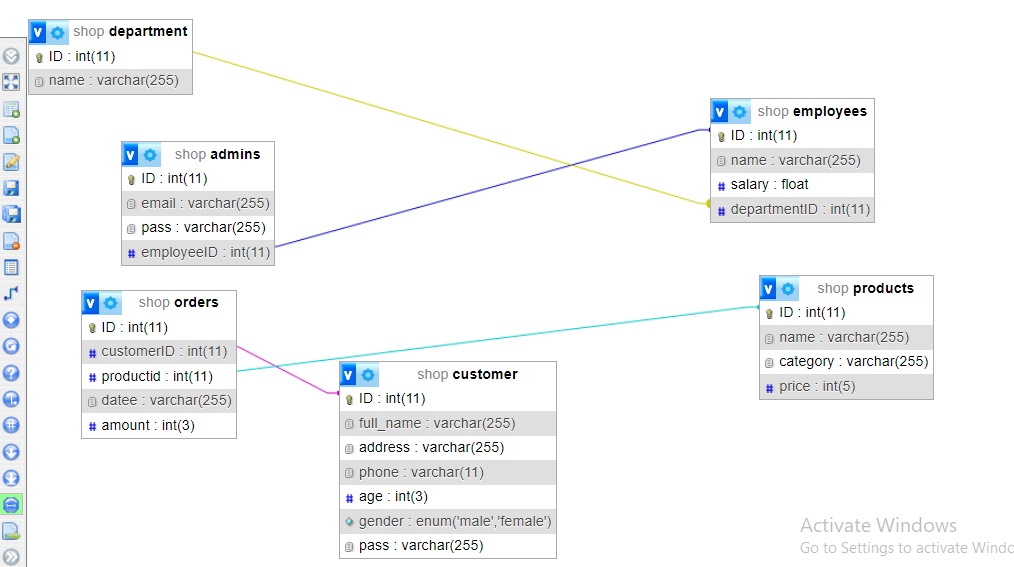 shop department
ID : int(11)
name : varchar(255)
shop employees
ID : int(11)
name : varchar(255)
salary : float
departmentID : int(11)
shop admins
ID : int(11)
email : varchar(255)
pass : varchar(255)
employeeID : int(11)
shop orders
ID : int(11)
customerID : int(11)
productid : int(11)
datee : varchar(255)
amount : int(3)
shop products
ID : int(11)
name : varchar(255)
category : varchar(255)
price : int(5)
shop customer
ID : int(11)
full_name : varchar(255)
address : varchar(255)
phone : varchar(11)
age : int(3)
gender : enum('male','female')
pass : varchar(255)
Activate Windows
Go to Settings to activate Windo